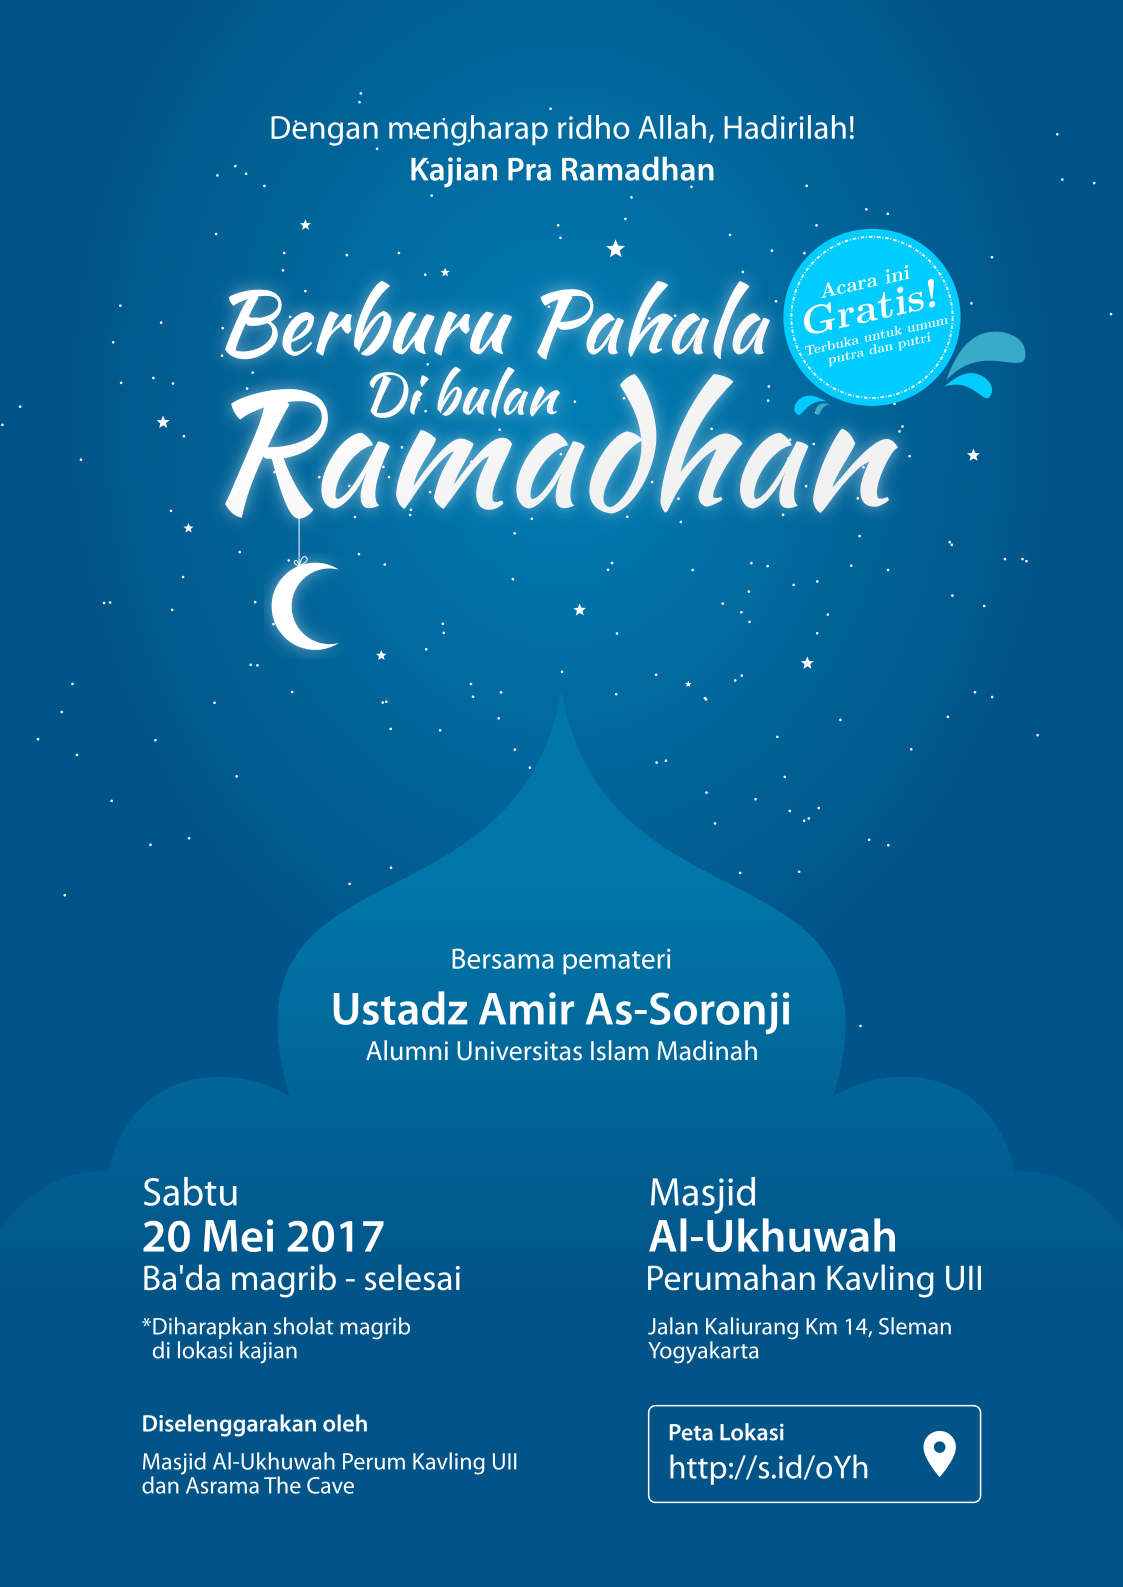 Dengan mengharap ridho Allah, Hadirilah!
Kajian Pra Ramadhan
Berburu Pahala
Di bulan
Ramadhan
Acara ini
Gratis!
Terbuka untuk umum
putra dan putri
Bersama pemateri
Ustadz Amir As-Soronji
Alumni Universitas Islam Madinah
Sabtu
20 Mei 2017
Ba'da magrib - selesai
*Diharapkan sholat magrib
di lokasi kajian
Masjid
Al-Ukhuwah
Perumahan Kavling UII
Jalan Kaliurang Km 14, Sleman
Yogyakarta
Diselenggarakan oleh
Masjid Al-Ukhuwah Perum Kavling UII
dan Asrama The Cave
Peta Lokasi
http://s.id/oYh